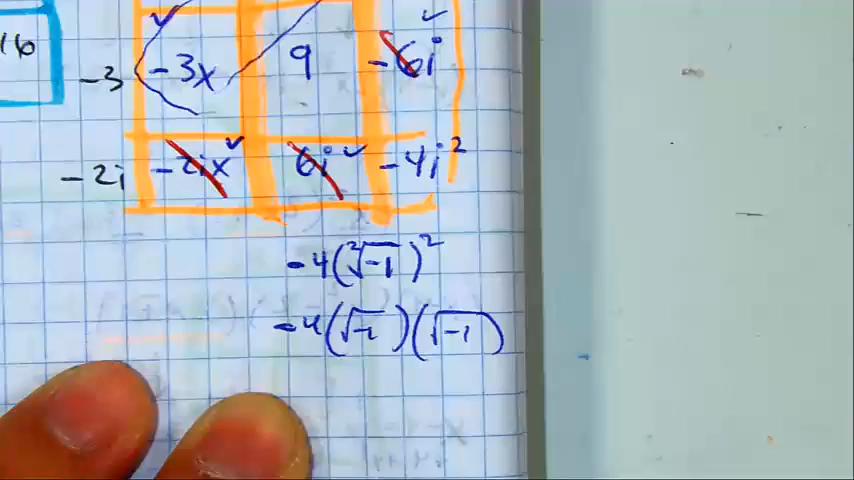 16
-3 -3x 9 -6i
-2i -2ix 6i -4i²
-4(²√-1)²
-4(√-1)(√-1)